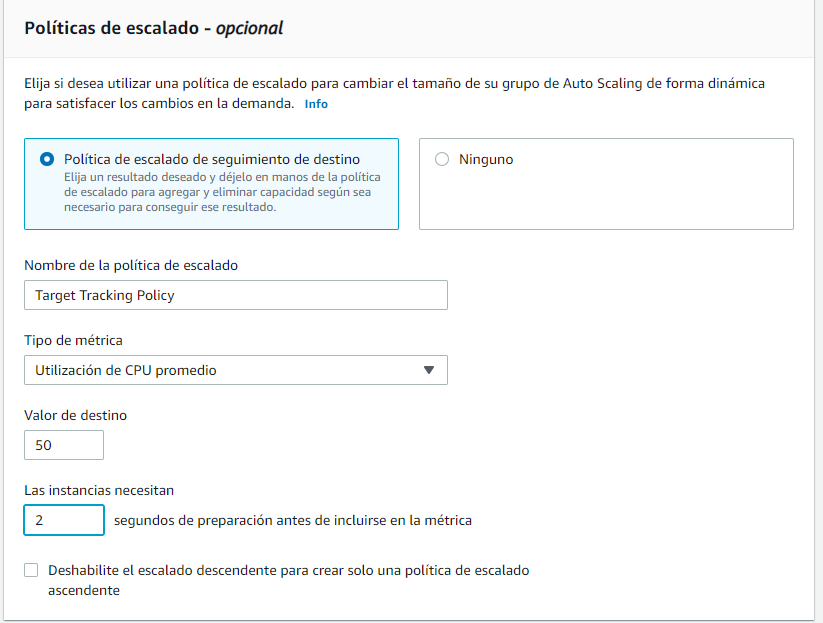 Políticas de escalado - opcional
Elija si desea utilizar una política de escalado para cambiar el tamaño de su grupo de Auto Scaling de forma dinámica
para satisfacer los cambios en la demanda. Info
Política de escalado de seguimiento de destino
Elija un resultado deseado y déjelo en manos de la política
de escalado para agregar y eliminar capacidad según sea
necesario para conseguir ese resultado.
Ninguno
Nombre de la política de escalado
Target Tracking Policy
Tipo de métrica
Utilización de CPU promedio
Valor de destino
50
Las instancias necesitan
2 segundos de preparación antes de incluirse en la métrica
Deshabilite el escalado descendente para crear solo una política de escalado
ascendente